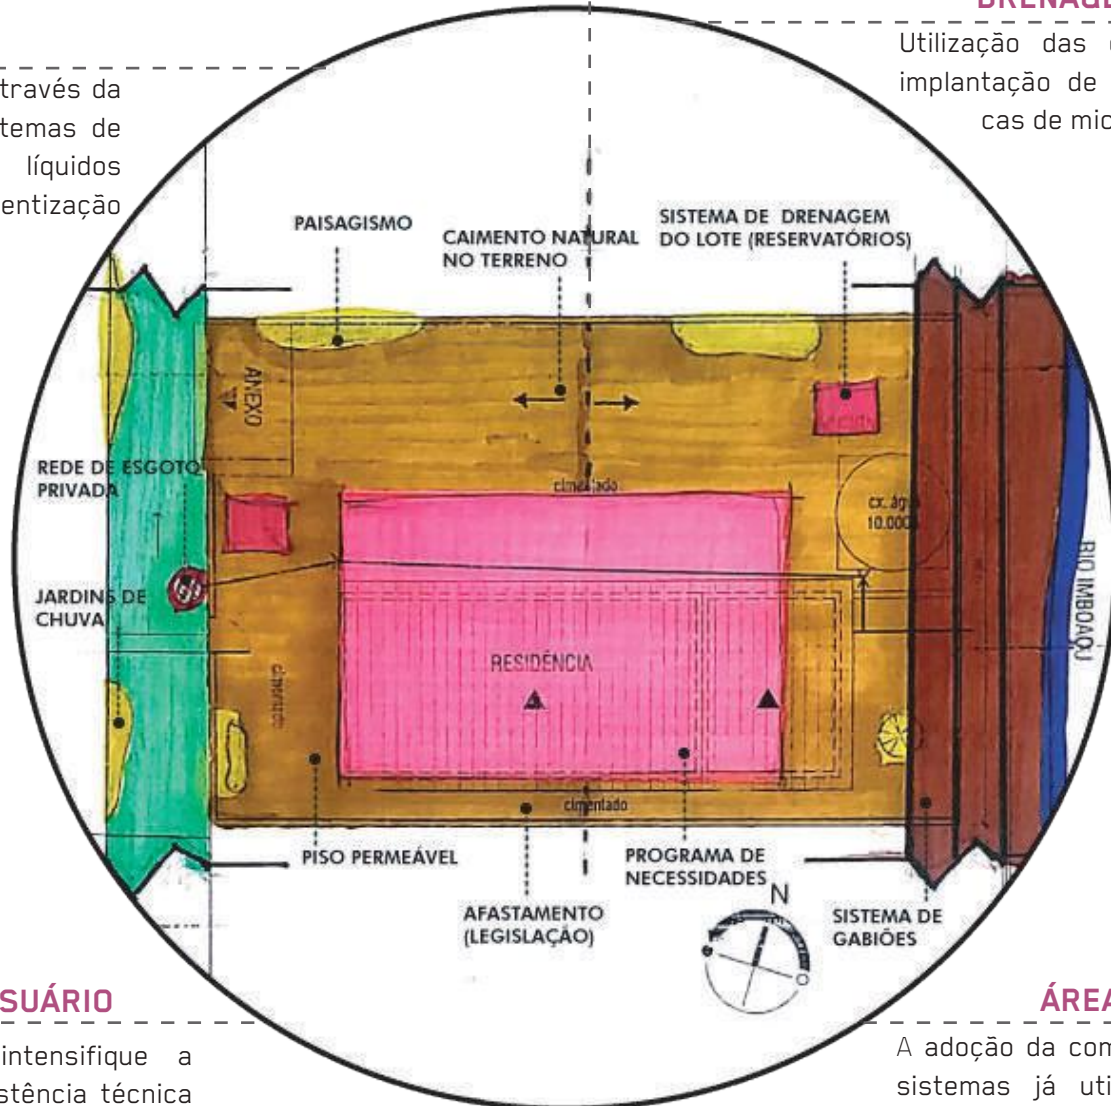 DRENAGE
Utilização das
implantação de
cas de mic
través da
temas de
líquidos
entização
PAISAGISMO
CAIMENTO NATURAL
NO TERRENO
SISTEMA DE DRENAGEM
DO LOTE (RESERVATÓRIOS)
ANEXO
REDE DE ESGOTO
PRIVADA
cimentado
cx. água
10.000
JARDINS DE
CHUVA
RIO IMBOAÇU
RESIDÊNCIA
cimentado
cimentado
PISO PERMEÁVEL
PROGRAMA DE
NECESSIDADES
AFASTAMENTO
(LEGISLAÇÃO)
N
SISTEMA DE
GABIÕES
SUÁRIO
intensifique a
stência técnica
ÁREA
A adoção da com
sistemas já uti